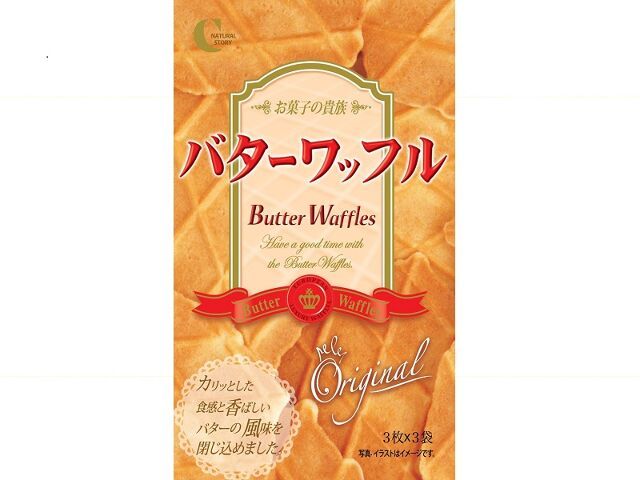 C
NATURAL
STORY
お菓子の貴族
バターワッフル
Butter Waffles
Have a good time with
the Butter Waffles.
Butter Waffle
Original
カリッとした
食感と香ばしい
バターの風味を
閉じ込めました。
3枚×3袋
写真・イラストはイメージです。